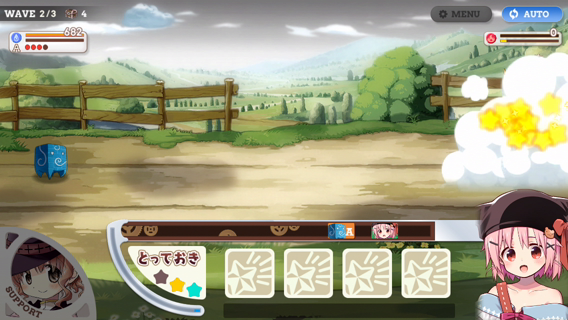 WAVE 2/3 4
MENU
AUTO
682
A
0
A
とっておき
SUPPORT